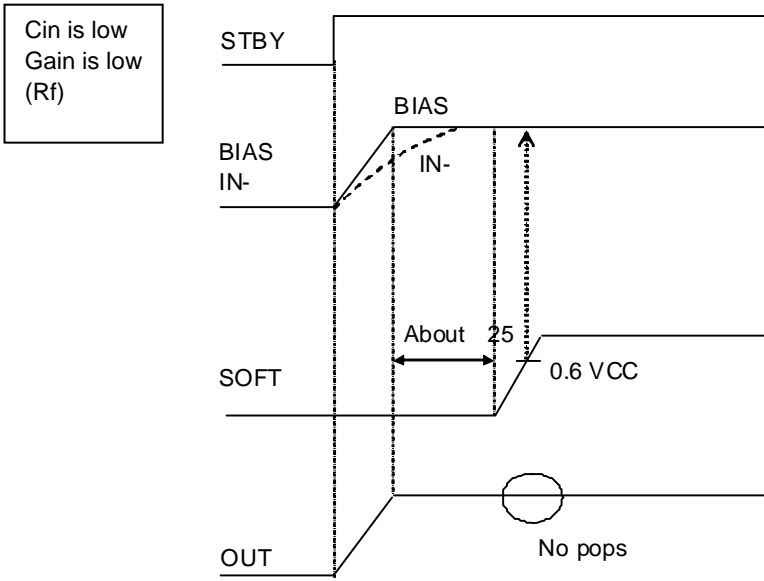 Cin is low
Gain is low
(Rf)
STBY
BIAS
BIAS
IN-
IN-
About 25
0.6 VCC
SOFT
No pops
OUT